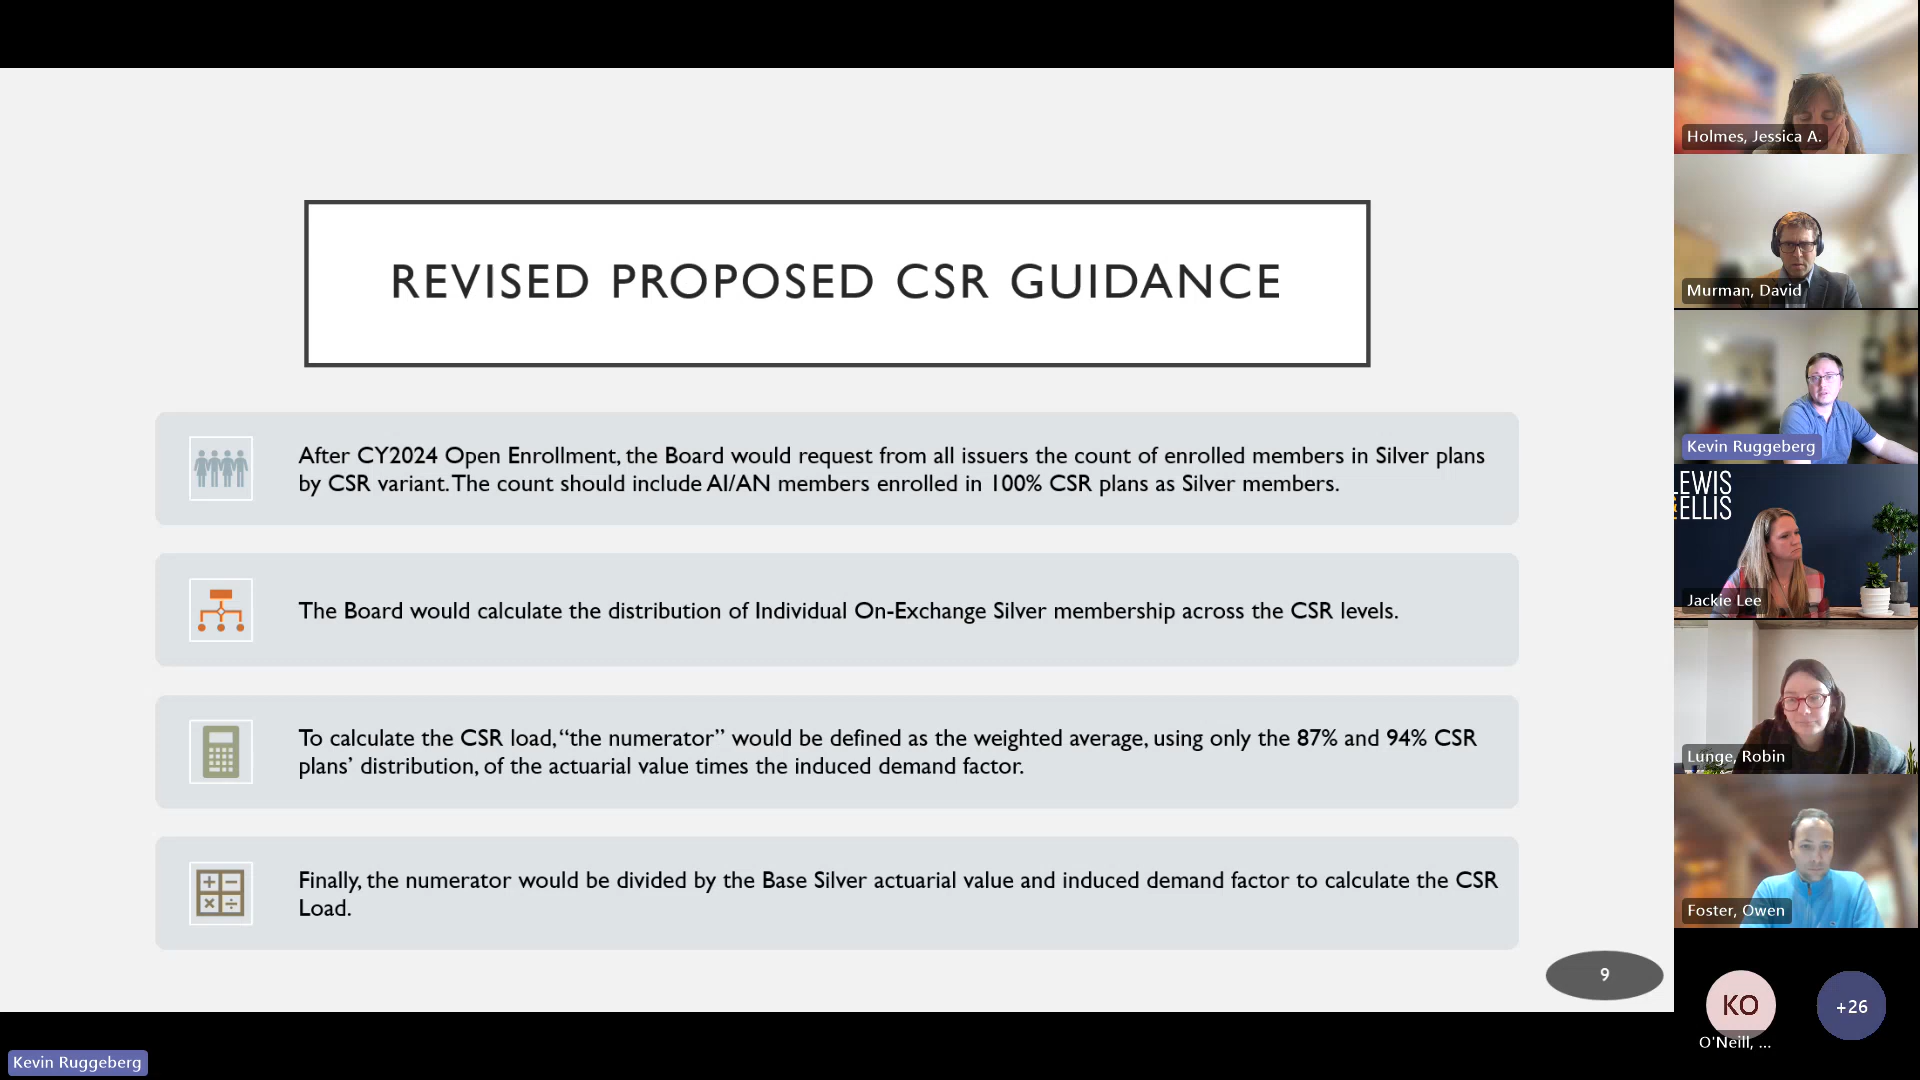 REVISED PROPOSED CSR GUIDANCE
After CY2024 Open Enrollment, the Board would request from all issuers the count of enrolled members in Silver plans
by CSR variant. The count should include AI/AN members enrolled in 100% CSR plans as Silver members.
The Board would calculate the distribution of Individual On-Exchange Silver membership across the CSR levels.
To calculate the CSR load, “the numerator” would be defined as the weighted average, using only the 87% and 94% CSR
plans’ distribution, of the actuarial value times the induced demand factor.
Finally, the numerator would be divided by the Base Silver actuarial value and induced demand factor to calculate the CSR
Load.
9
Kevin Ruggeberg
Holmes, Jessica A.
Murman, David
Kevin Ruggeberg
LEWIS
& ELLIS
Jackie Lee
Lunge, Robin
Foster, Owen
KO
O'Neill, ...
+26